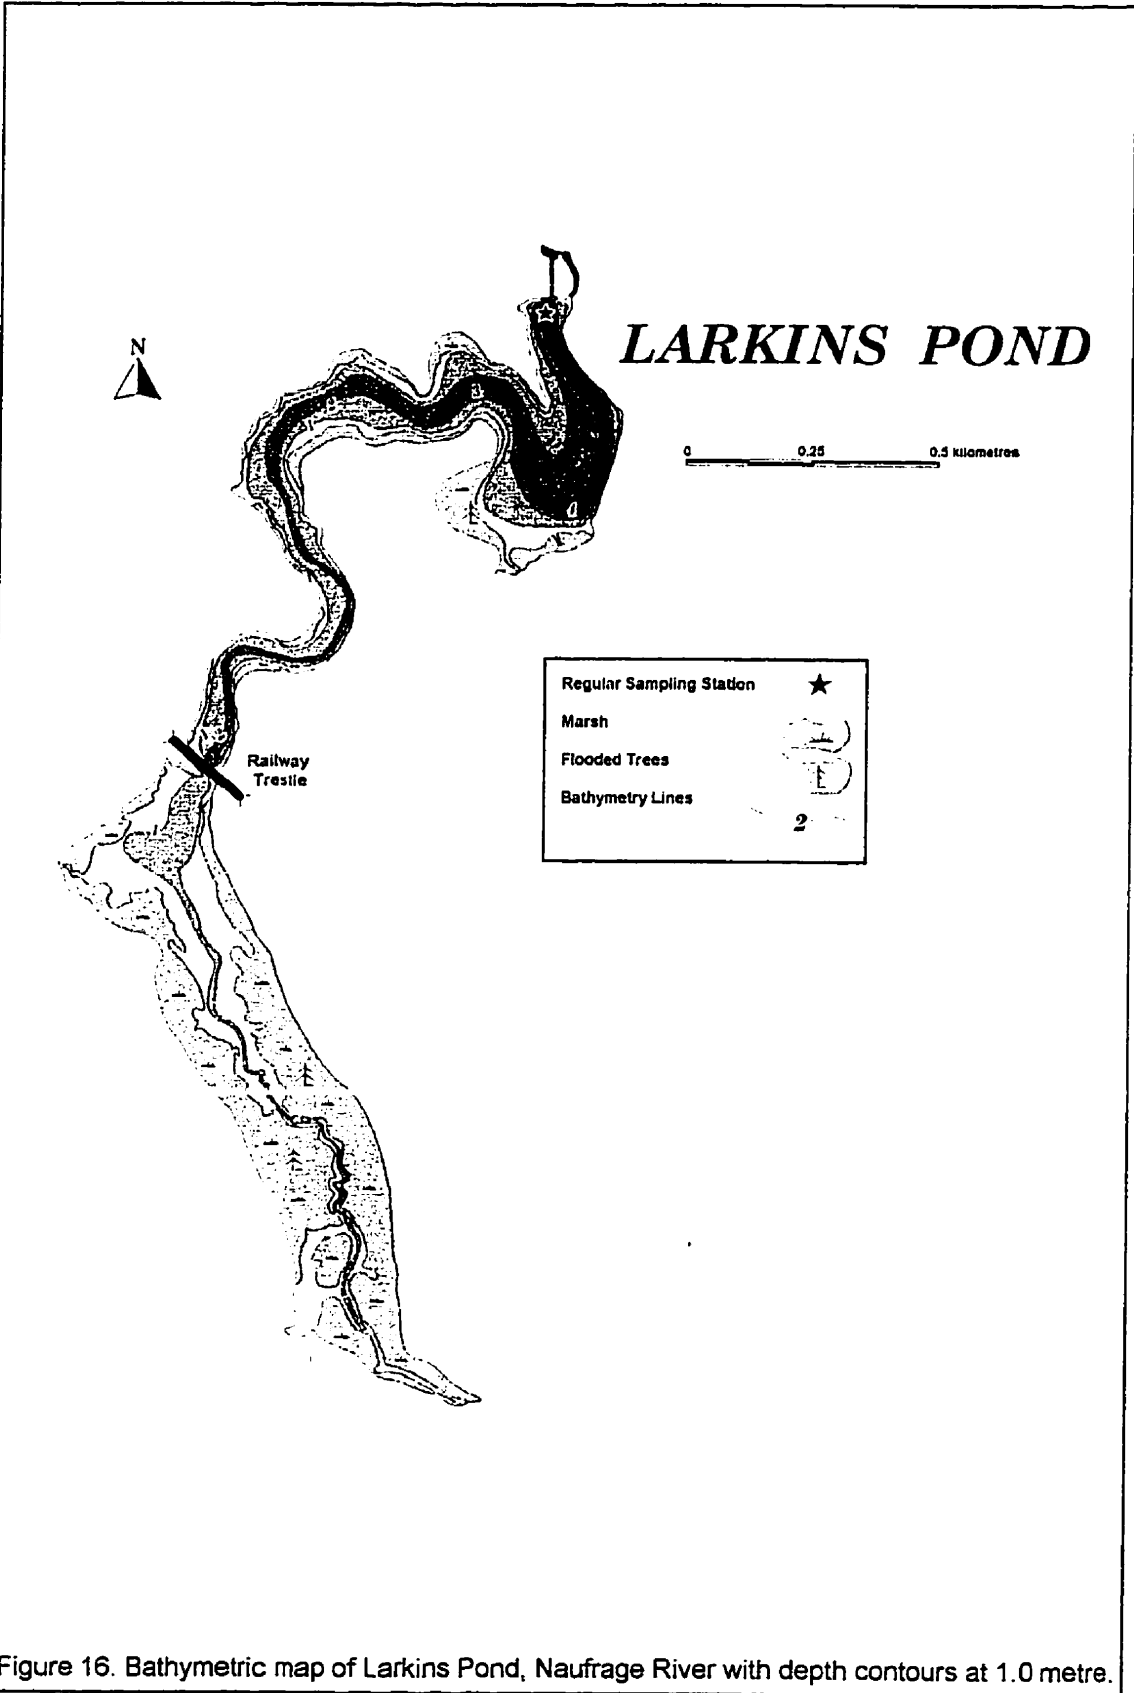 N
LARKINS POND
0 0.25 0.5 kilometres
3
Regular Sampling Station
Marsh
Flooded Trees
Bathymetry Lines
2
Railway
Trestle
Figure 16. Bathymetric map of Larkins Pond, Naufrage River with depth contours at 1.0 metre.